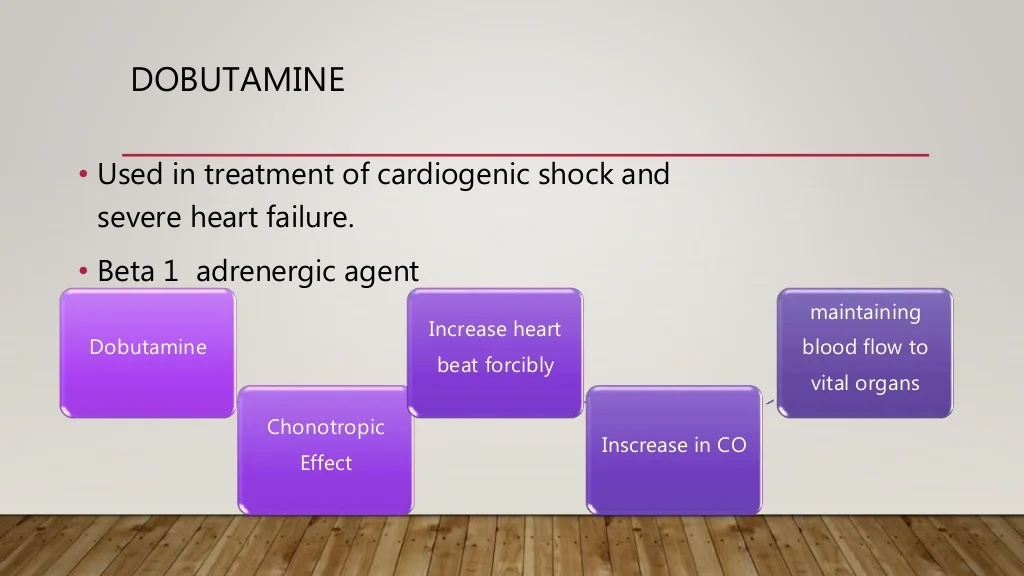 DOBUTAMINE
• Used in treatment of cardiogenic shock and
severe heart failure.
• Beta 1 adrenergic agent
Dobutamine
Chonotropic
Effect
Increase heart
beat forcibly
Inscrease in CO
maintaining
blood flow to
vital organs